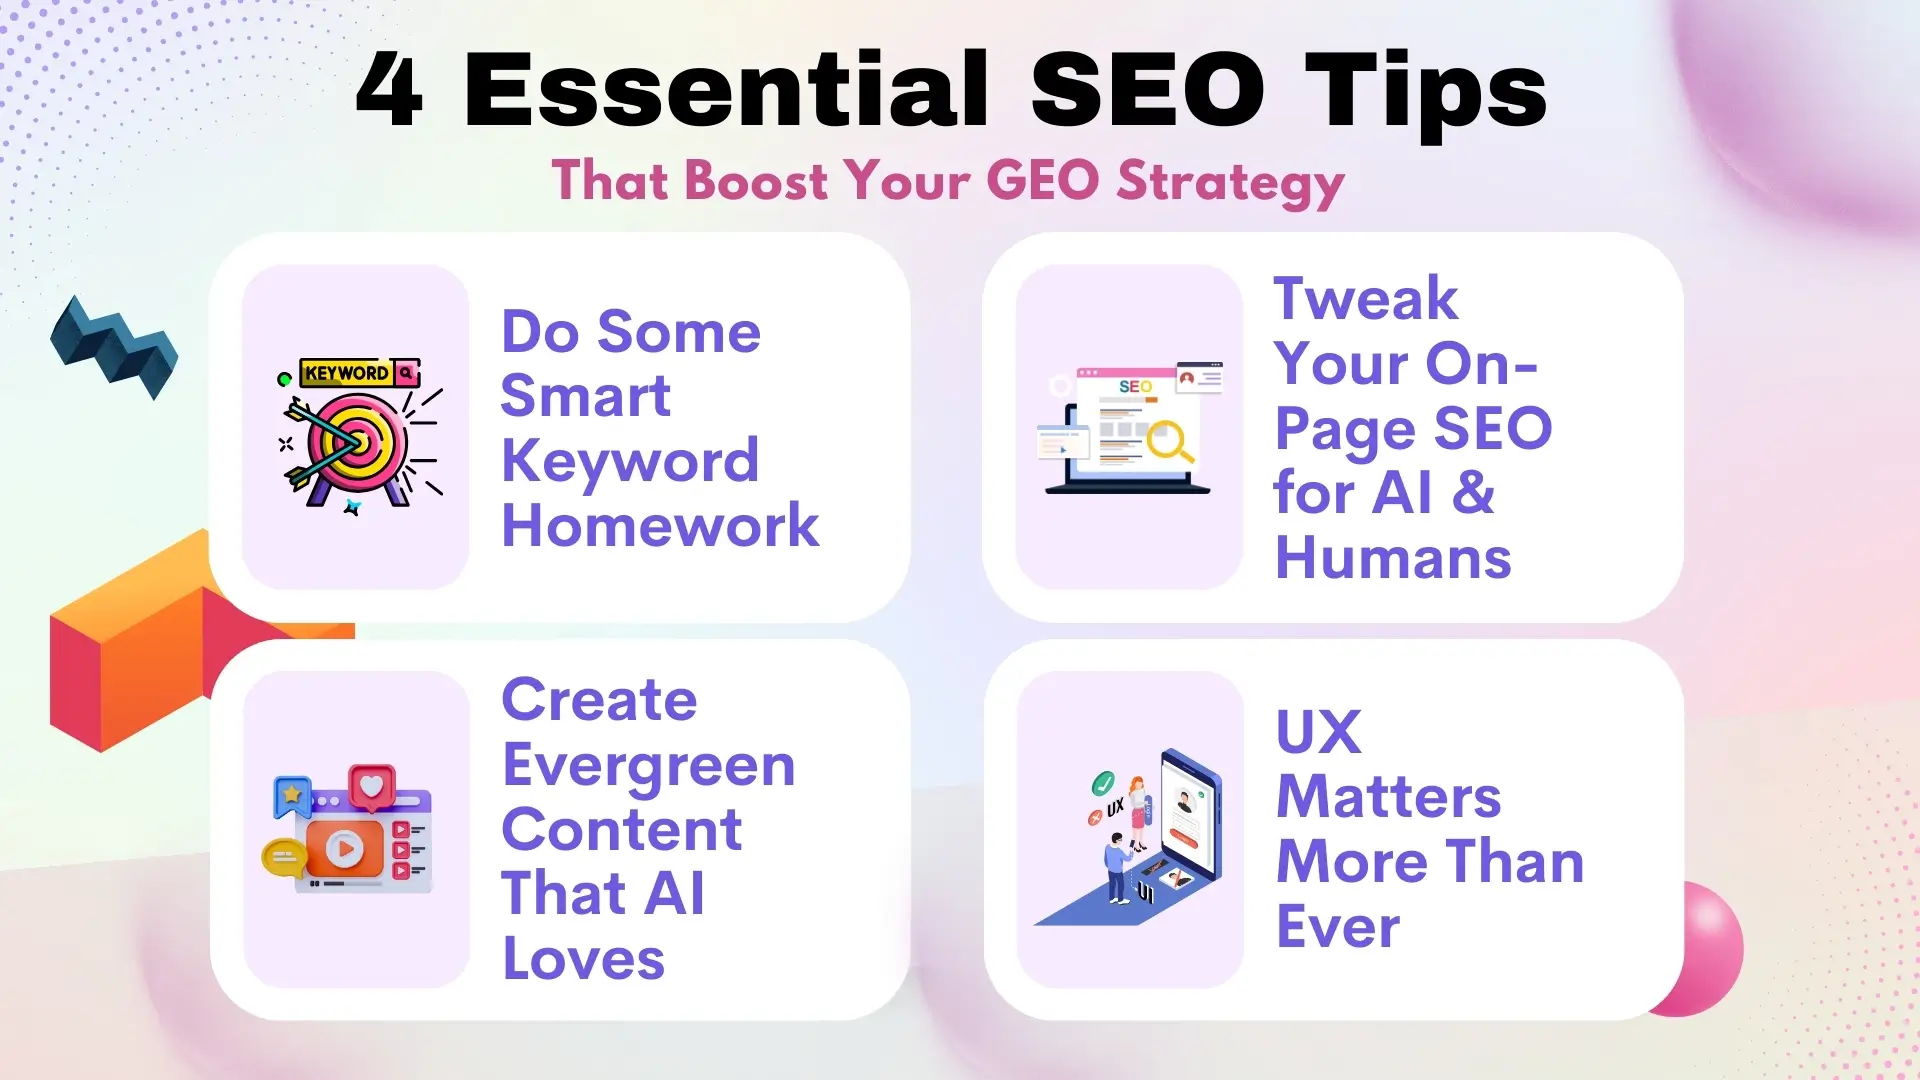 4 Essential SEO Tips
That Boost Your GEO Strategy
KEYWORD
Do Some
Smart
Keyword
Homework
SEO
Tweak
Your On-
Page SEO
for AI &
Humans
Create
Evergreen
Content
That AI
Loves
UX
UI
UX
Matters
More Than
Ever